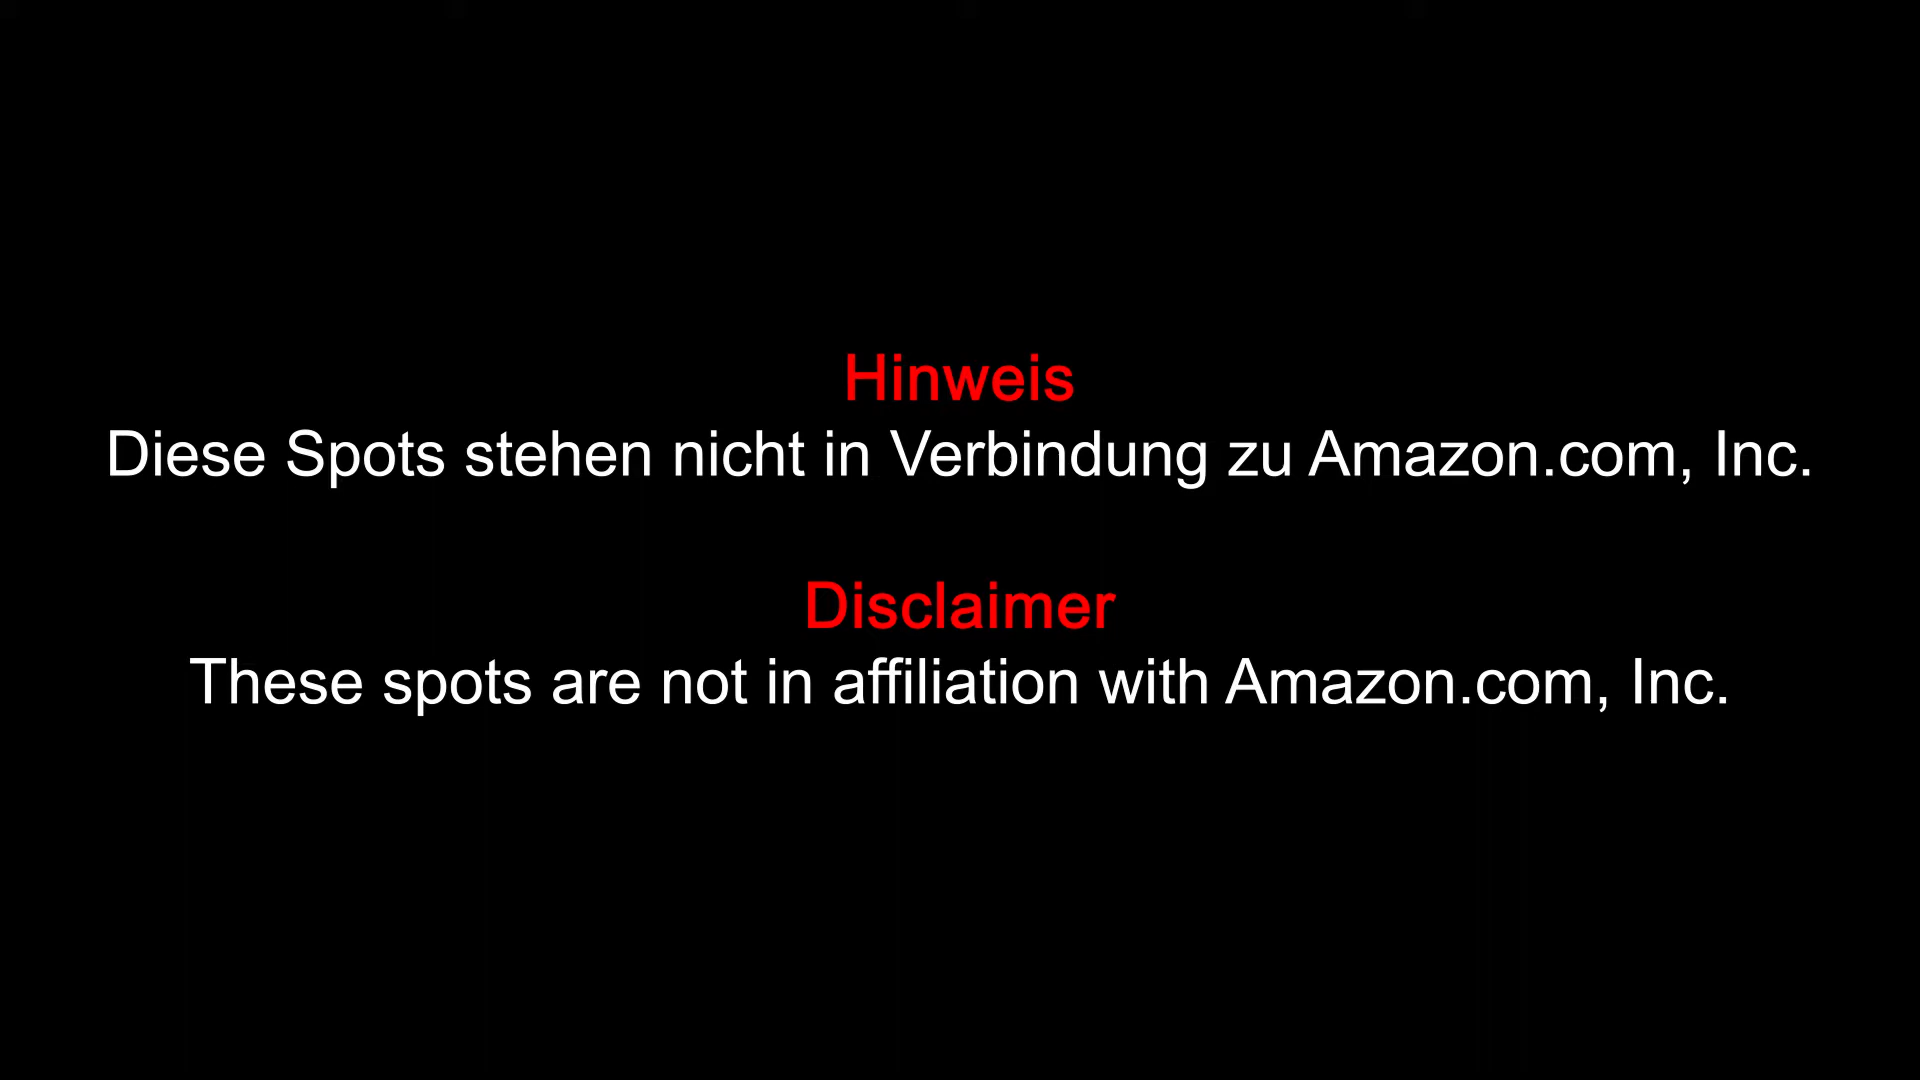 Hinweis
Diese Spots stehen nicht in Verbindung zu Amazon.com, Inc.
Disclaimer
These spots are not in affiliation with Amazon.com, Inc.